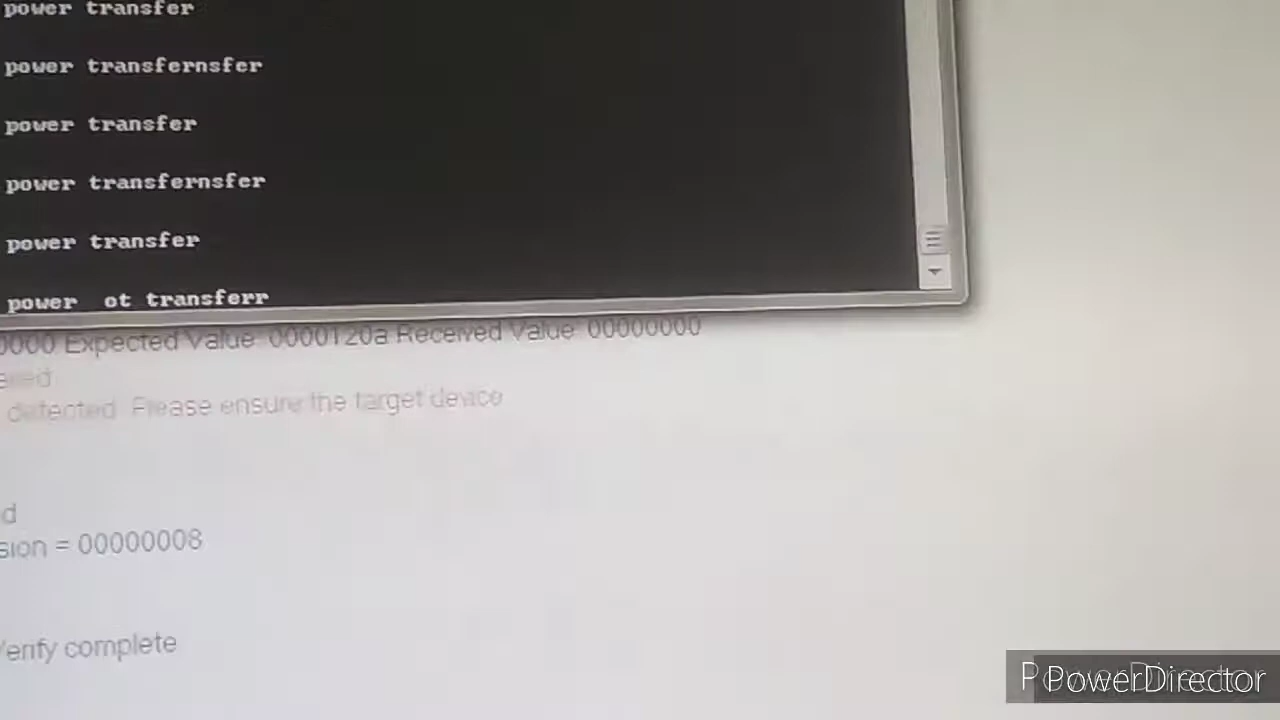 power transfer
power transfernsfer
power transfer
power transfernsfer
power transfer
power ot transferr
0000 Expected Value: 0000120a Received Value: 00000000
detected. Please ensure the target device
d
sion = 00000008
Verify complete
PowerDirector